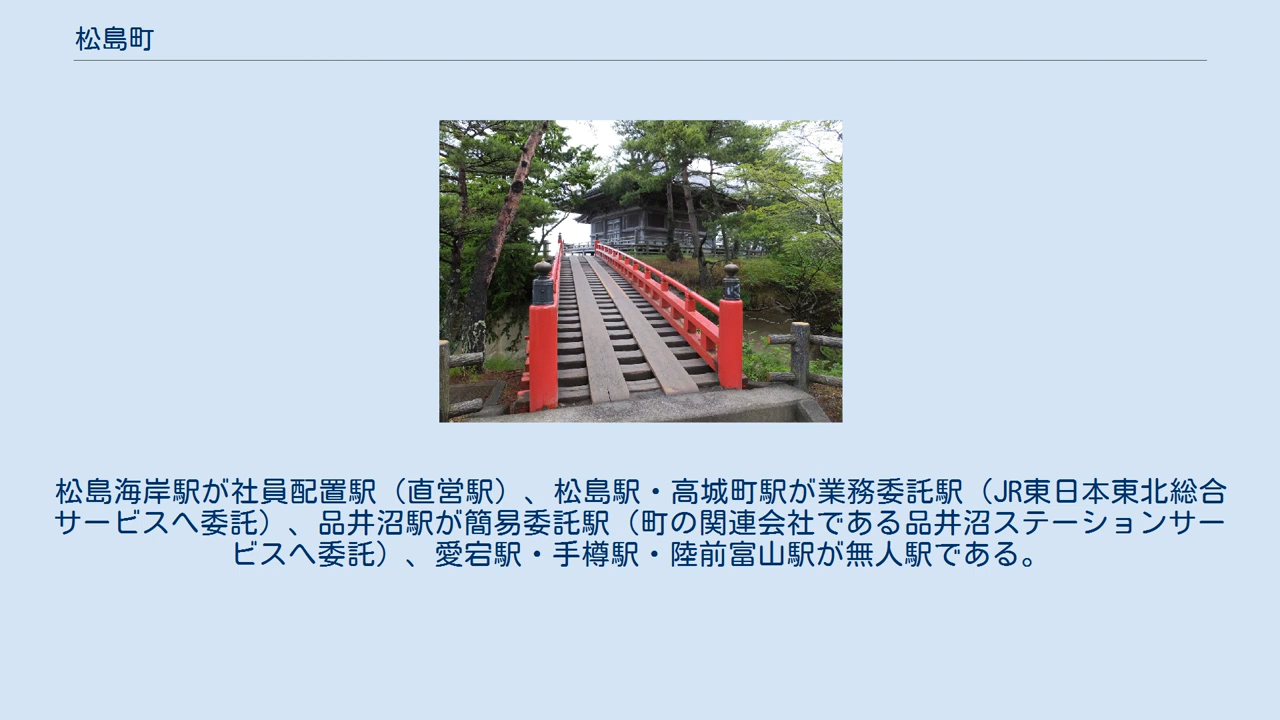 松島町
松島海岸駅が社員配置駅（直営駅）、松島駅・高城町駅が業務委託駅（JR東日本東北総合
サービスへ委託）、品井沼駅が簡易委託駅（町の関連会社である品井沼ステーションサー
ビスへ委託）、愛宕駅・手樽駅・陸前富山駅が無人駅である。